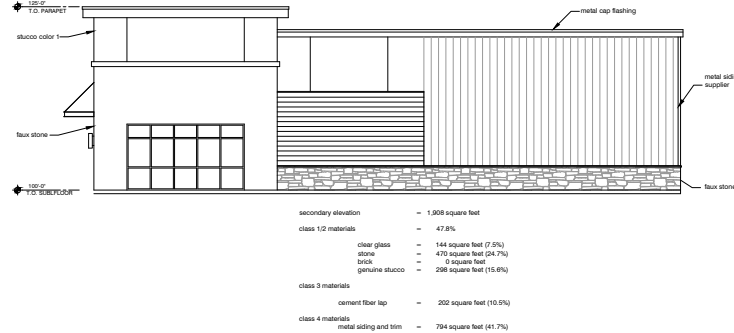 125'-0"
T.O. PARAPET
metal cap flashing
stucco color 1
metal sidi
supplier
faux stone
100'-0"
T.O. SUBLFLOOR
faux stone
secondary elevation = 1,908 square feet
class 1/2 materials = 47.8%
clear glass = 144 square feet (7.5%)
stone = 470 square feet (24.7%)
brick = 0 square feet
genuine stucco = 298 square feet (15.6%)
class 3 materials
cement fiber lap = 202 square feet (10.5%)
class 4 materials
metal siding and trim = 794 square feet (41.7%)